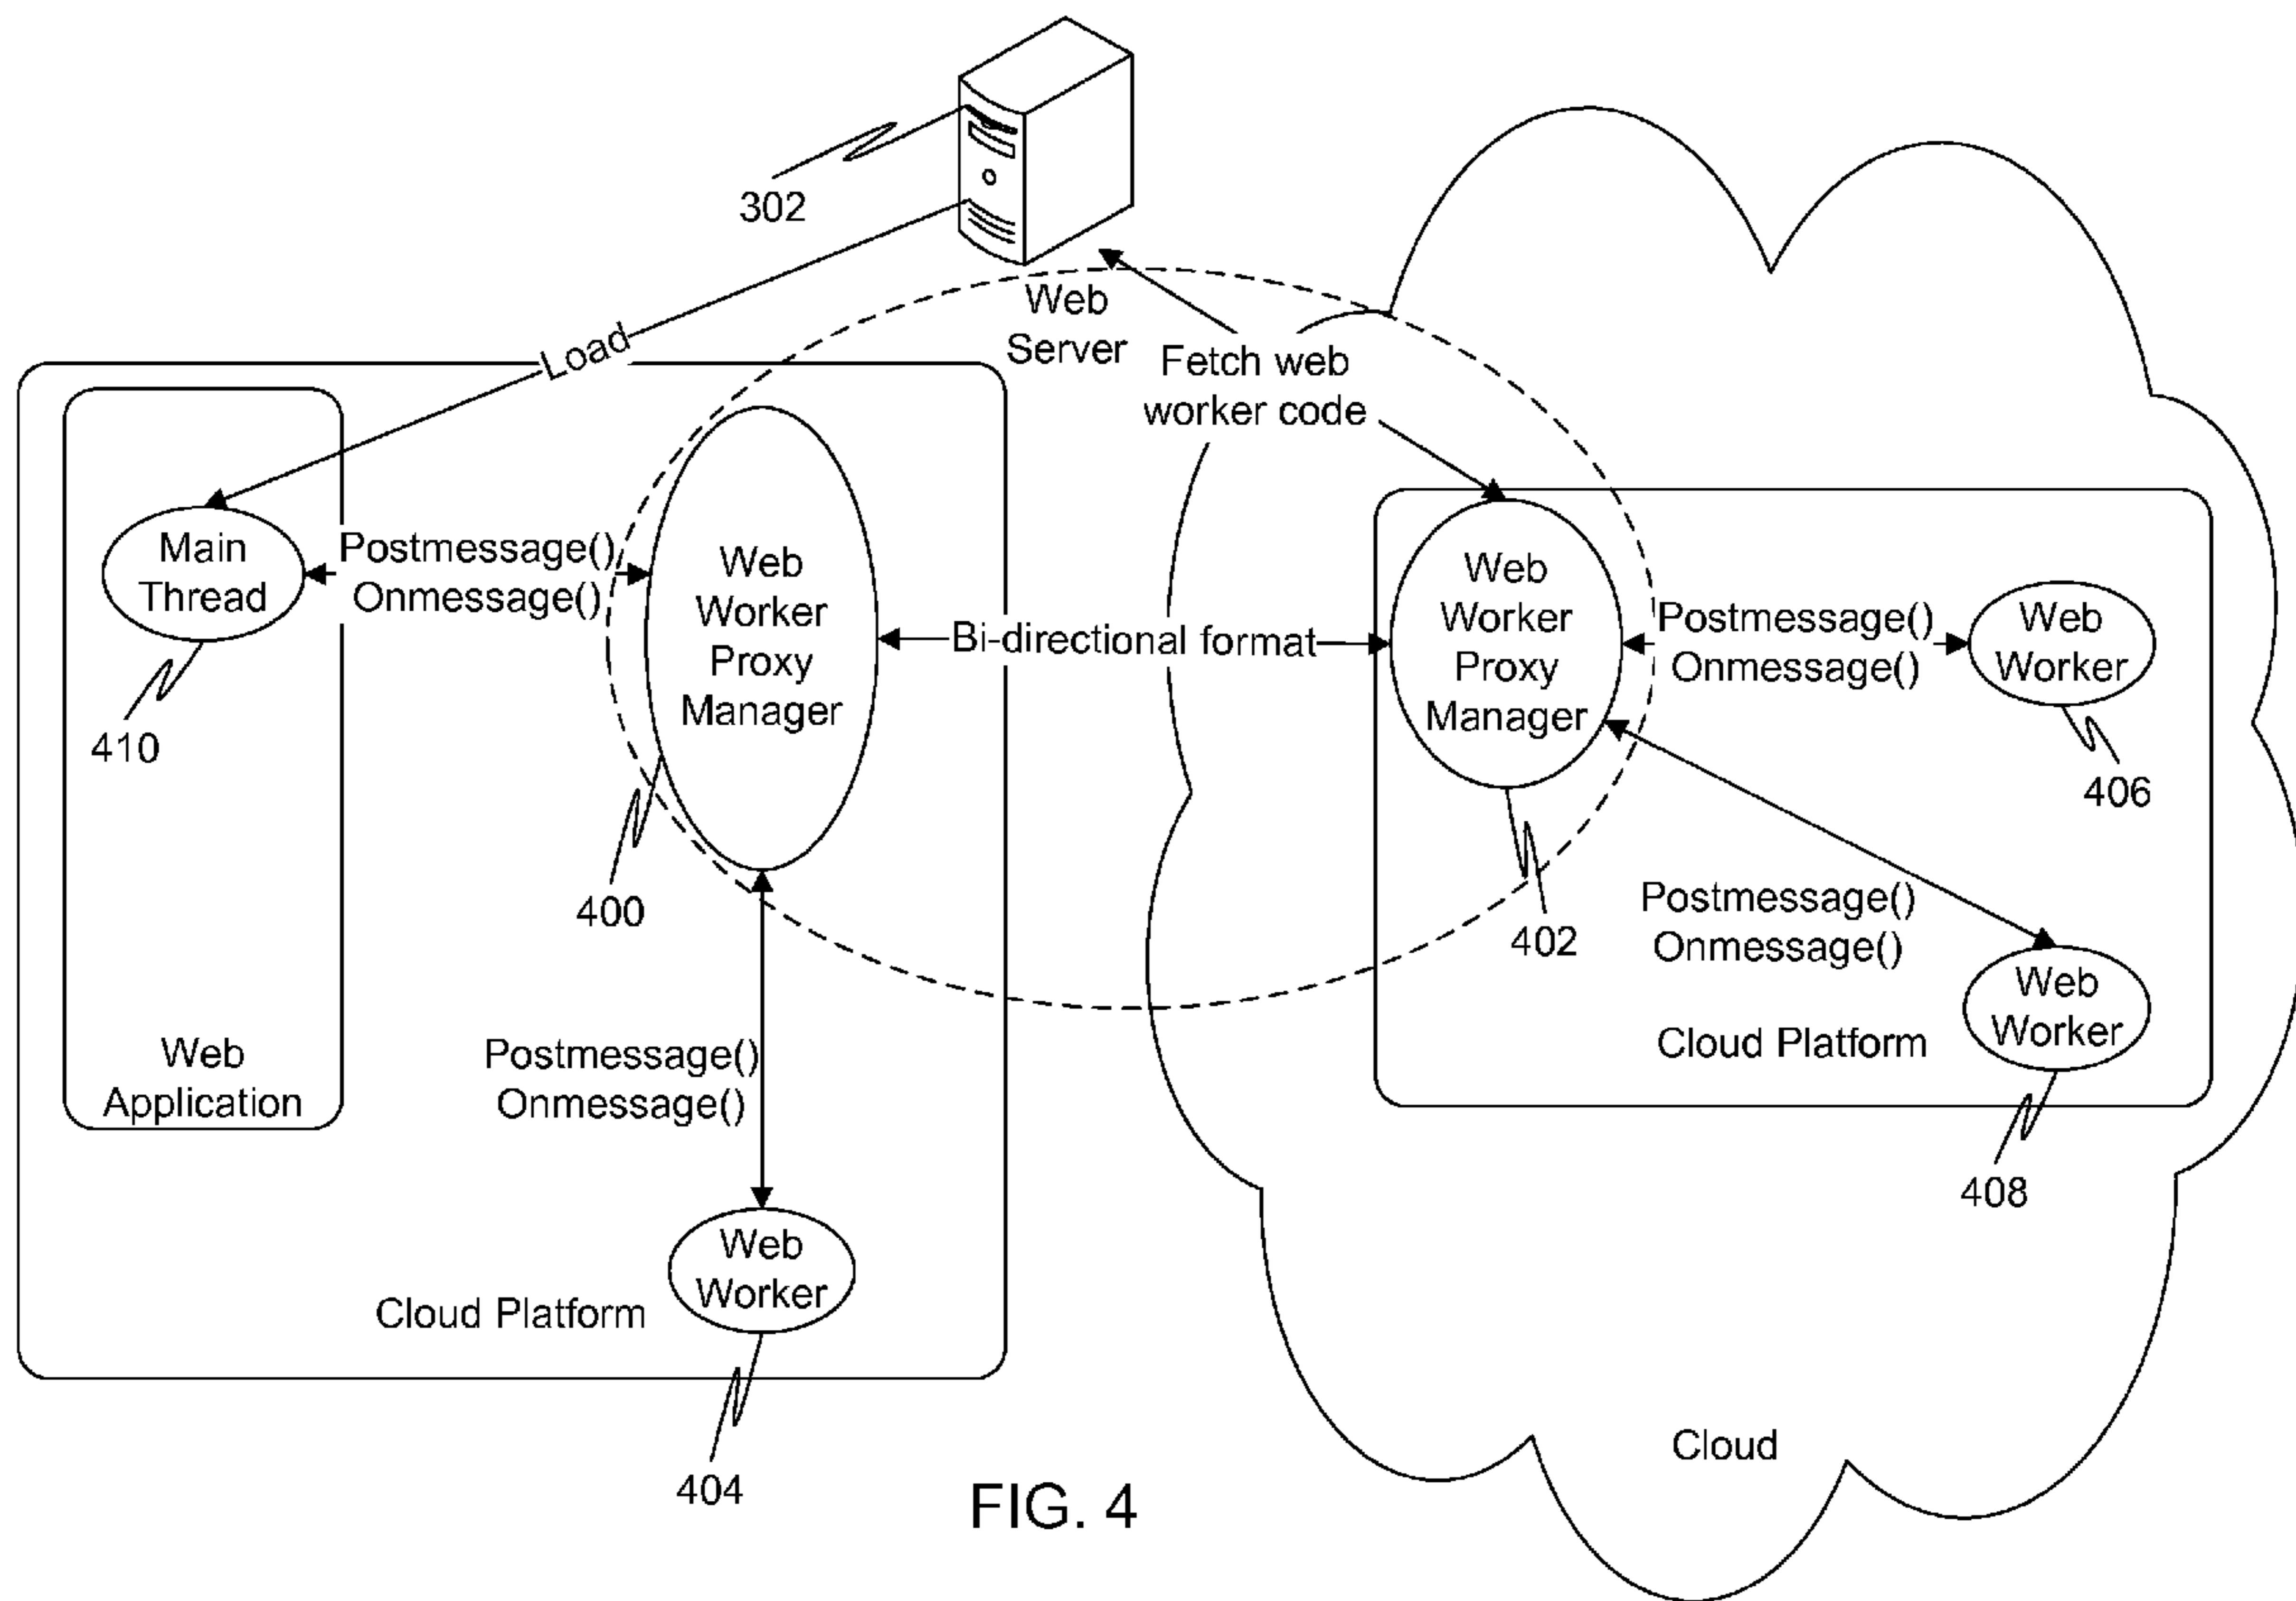 302
Web
Server
Load
Fetch web
worker code
Main
Thread
Postmessage()
Onmessage()
Web
Worker
Proxy
Manager
Bi-directional format
Web
Worker
Proxy
Manager
Postmessage()
Onmessage()
Web
Worker
410
406
400
402
Postmessage()
Onmessage()
Web
Worker
Cloud Platform
408
Web
Application
Postmessage()
Onmessage()
Web
Worker
Cloud Platform
404
Cloud
FIG. 4